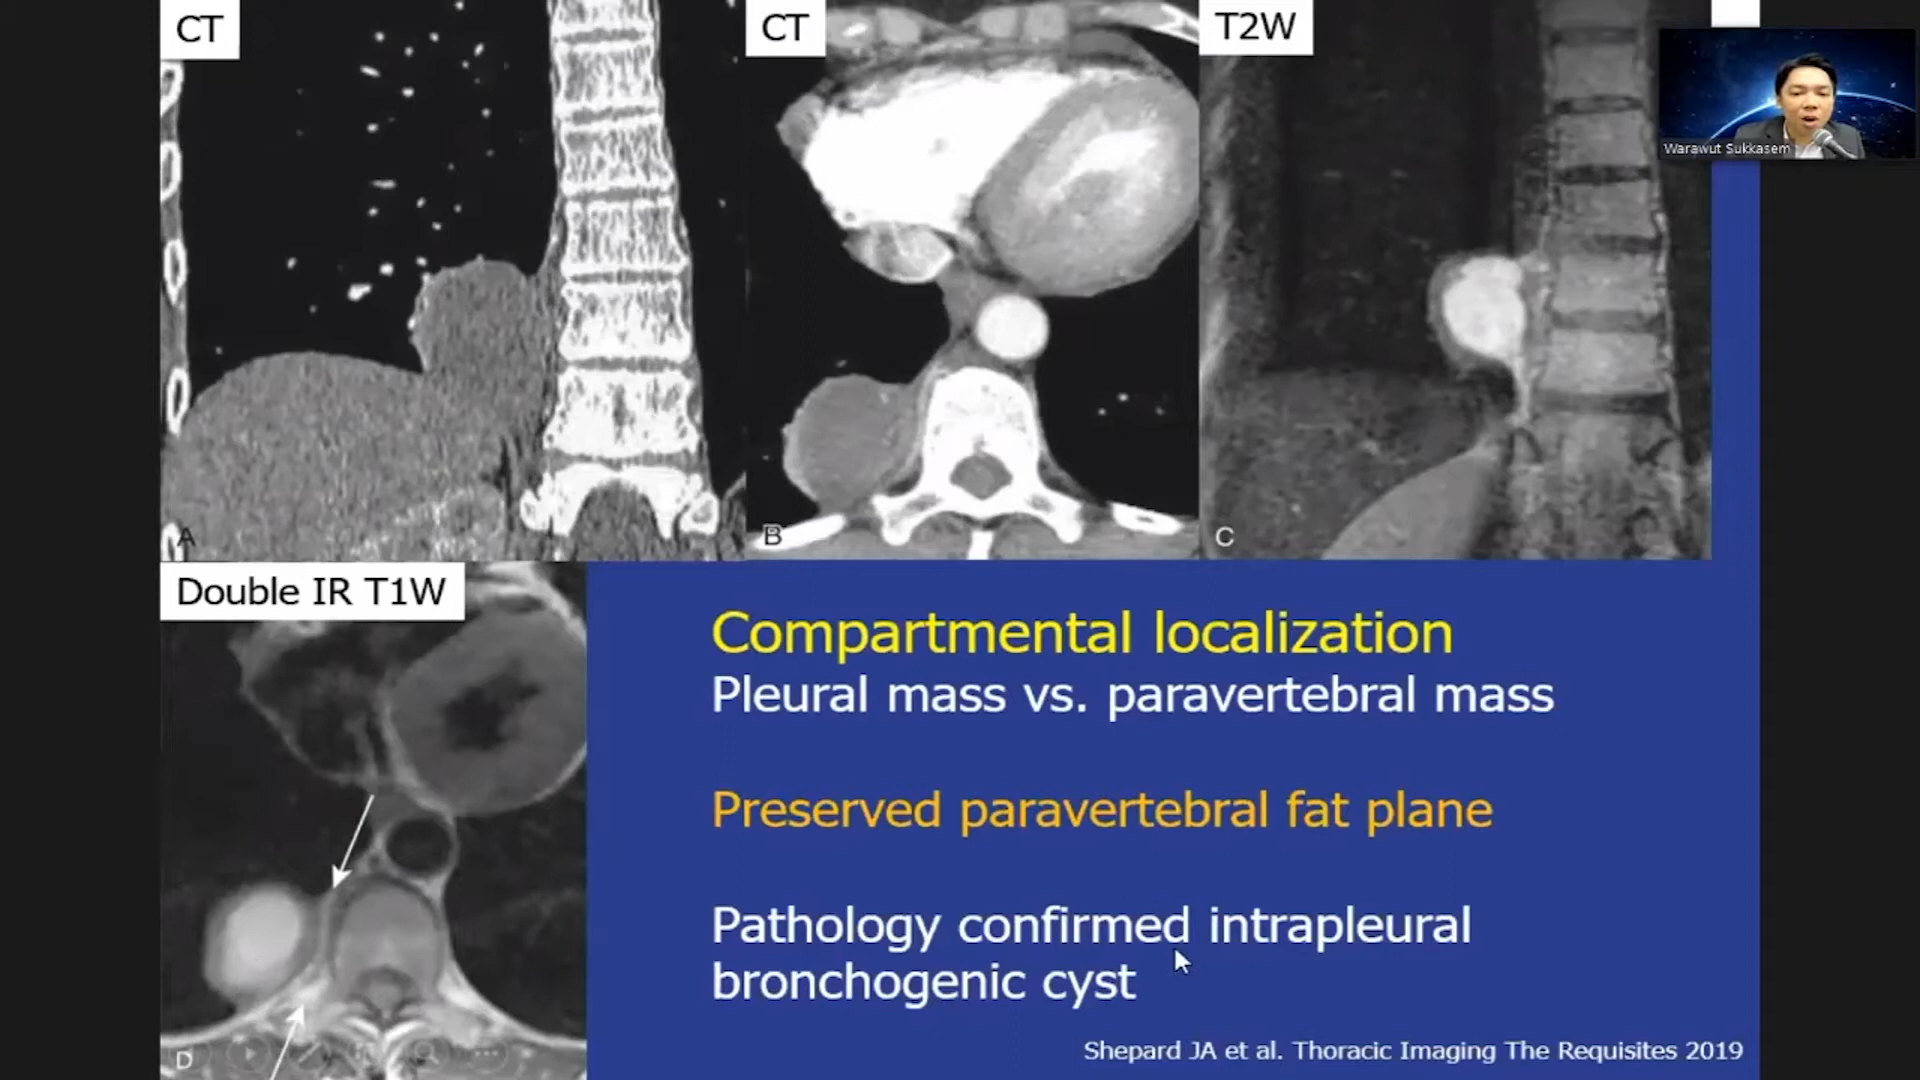 CT
CT
T2W
Warawut Sukkasem
A
B
C
Double IR T1W
Compartmental localization
Pleural mass vs. paravertebral mass
Preserved paravertebral fat plane
Pathology confirmed intrapleural
bronchogenic cyst
D
Shepard JA et al. Thoracic Imaging The Requisites 2019